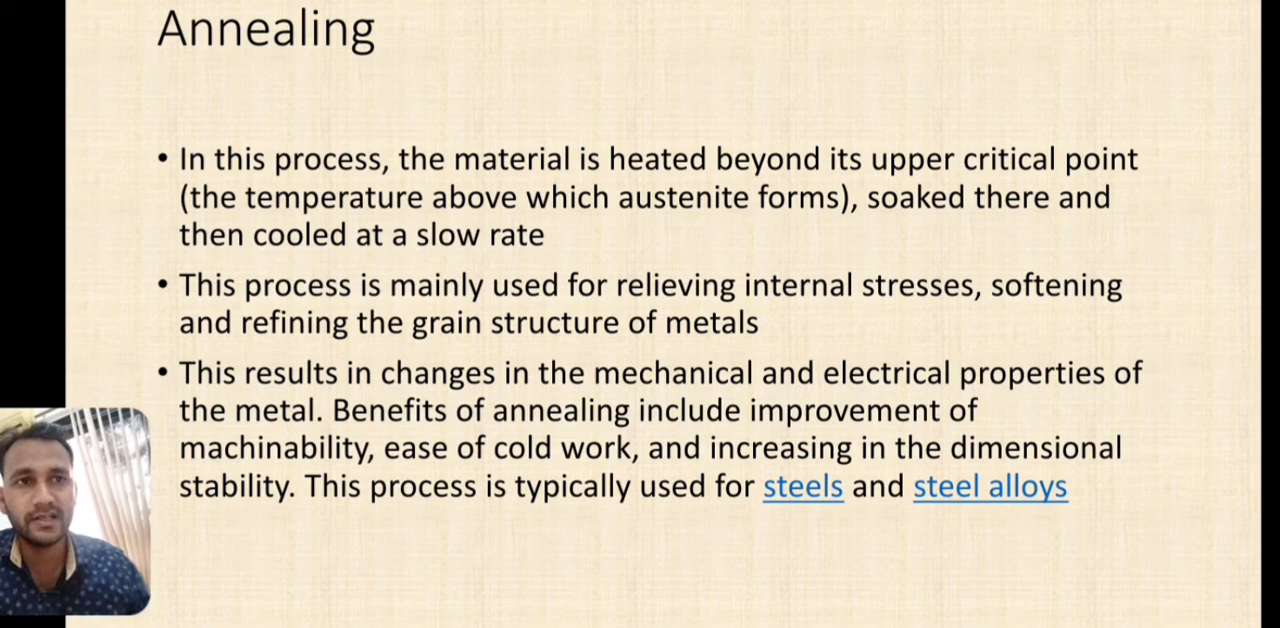 Annealing
• In this process, the material is heated beyond its upper critical point
(the temperature above which austenite forms), soaked there and
then cooled at a slow rate
• This process is mainly used for relieving internal stresses, softening
and refining the grain structure of metals
• This results in changes in the mechanical and electrical properties of
the metal. Benefits of annealing include improvement of
machinability, ease of cold work, and increasing in the dimensional
stability. This process is typically used for steels and steel alloys